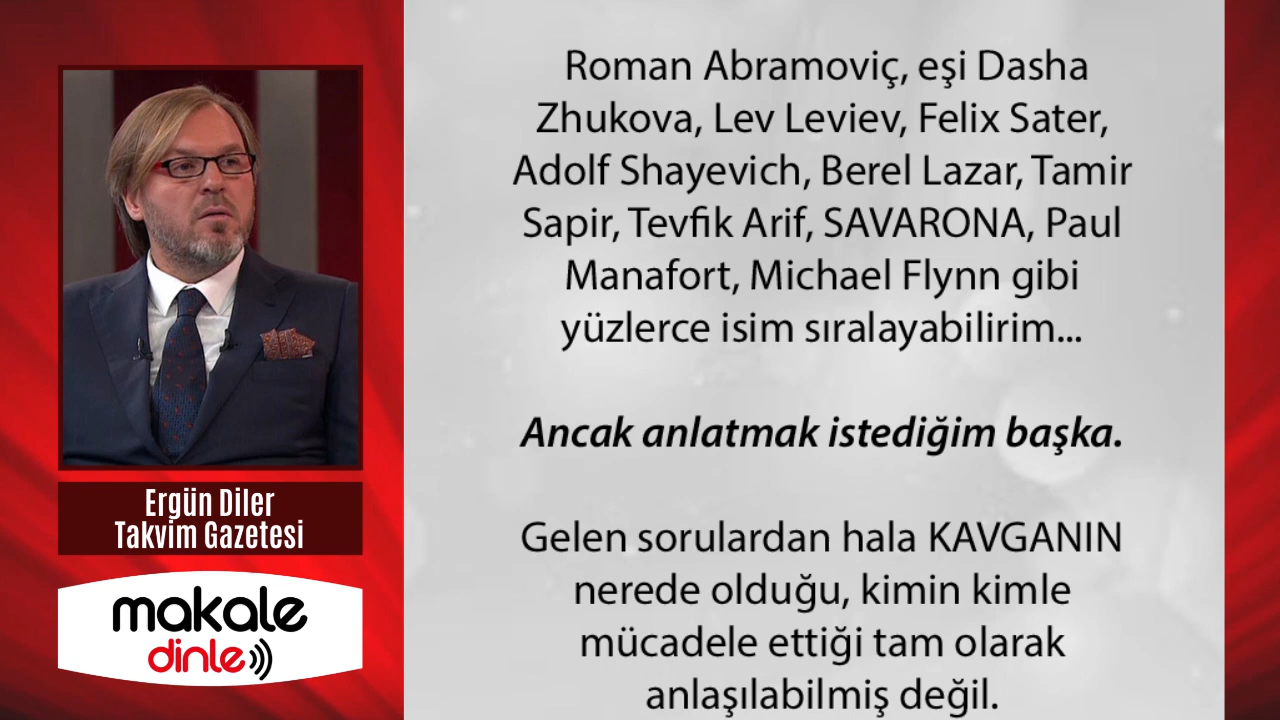 Roman Abramoviç, eşi Dasha
Zhukova, Lev Leviev, Felix Sater,
Adolf Shayevich, Berel Lazar, Tamir
Sapir, Tevfik Arif, SAVARONA, Paul
Manafort, Michael Flynn gibi
yüzlerce isim sıralayabilirim...
Ancak anlatmak istediğim başka.
Gelen sorulardan hala KAVGANIN
nerede olduğu, kimin kimle
mücadele ettiği tam olarak
anlaşılabilmiş değil.
Ergün Diler
Takvim Gazetesi
makale
dinle